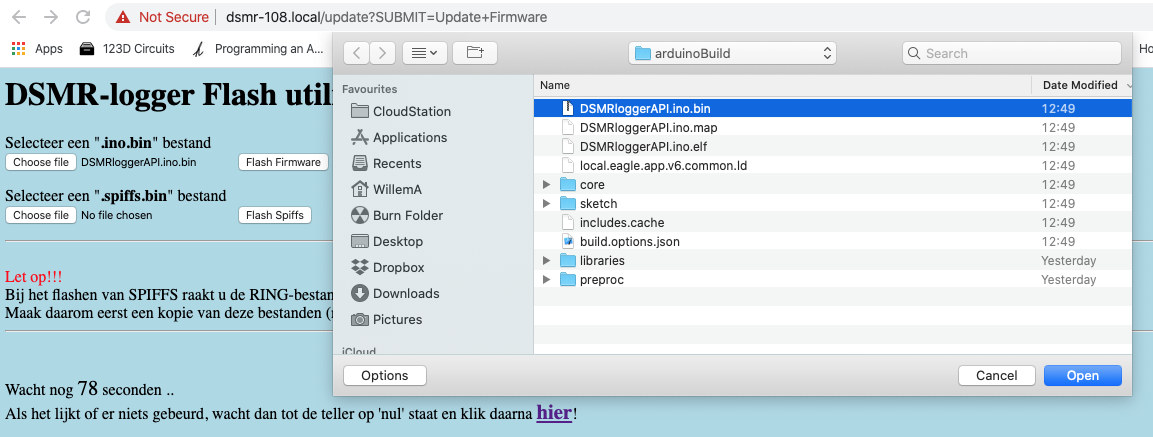 Not Secure | dsmr-108.local/update?SUBMIT=Update+Firmware
Apps 123D Circuits Programming an A... Ho
arduinoBuild Search
DSMR-logger Flash utili
Selecteer een ".ino.bin" bestand
Choose file DSMRloggerAPI.ino.bin Flash Firmware
Selecteer een ".spiffs.bin" bestand
Choose file No file chosen Flash Spiffs
Let op!!!
Bij het flashen van SPIFFS raakt u de RING-bestan
Maak daarom eerst een kopie van deze bestanden (
Wacht nog 78 seconden ..
Als het lijkt of er niets gebeurd, wacht dan tot de teller op 'nul' staat en klik daarna hier!
Favourites
CloudStation
Applications
Recents
WillemA
Burn Folder
Desktop
Dropbox
Downloads
Pictures
iCloud
Name Date Modified
DSMRloggerAPI.ino.bin 12:49
DSMRloggerAPI.ino.map 12:49
DSMRloggerAPI.ino.elf 12:49
local.eagle.app.v6.common.ld 12:49
core 12:49
sketch 12:49
includes.cache 12:49
build.options.json 12:49
libraries Yesterday
preproc Yesterday
Options Cancel Open